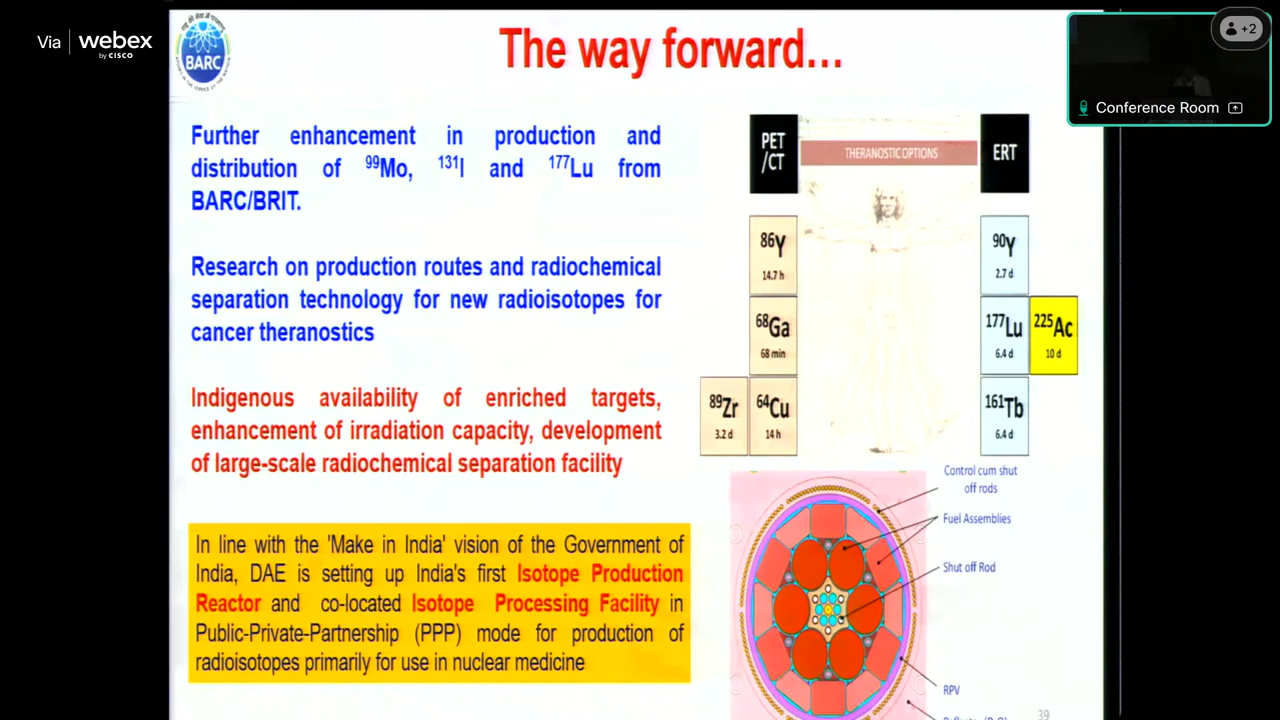 Via webex
by CISCO
BARC
The way forward...
+2
Conference Room
Further enhancement in production and
distribution of ⁹⁹Mo, ¹³¹I and ¹⁷⁷Lu from
BARC/BRIT.
Research on production routes and radiochemical
separation technology for new radioisotopes for
cancer theranostics
Indigenous availability of enriched targets,
enhancement of irradiation capacity, development
of large-scale radiochemical separation facility
In line with the 'Make in India' vision of the Government of
India, DAE is setting up India's first Isotope Production
Reactor and co-located Isotope Processing Facility in
Public-Private-Partnership (PPP) mode for production of
radioisotopes primarily for use in nuclear medicine
PET
/CT
THERANOSTIC OPTIONS
ERT
⁸⁶Y
14.7 h
⁹⁰Y
2.7 d
⁶⁸Ga
68 min
¹⁷⁷Lu
6.4 d
²²⁵Ac
10 d
⁸⁹Zr
3.2 d
⁶⁴Cu
14 h
¹⁶¹Tb
6.4 d
Control cum shut
off rods
Fuel Assemblies
Shut off Rod
RPV
39